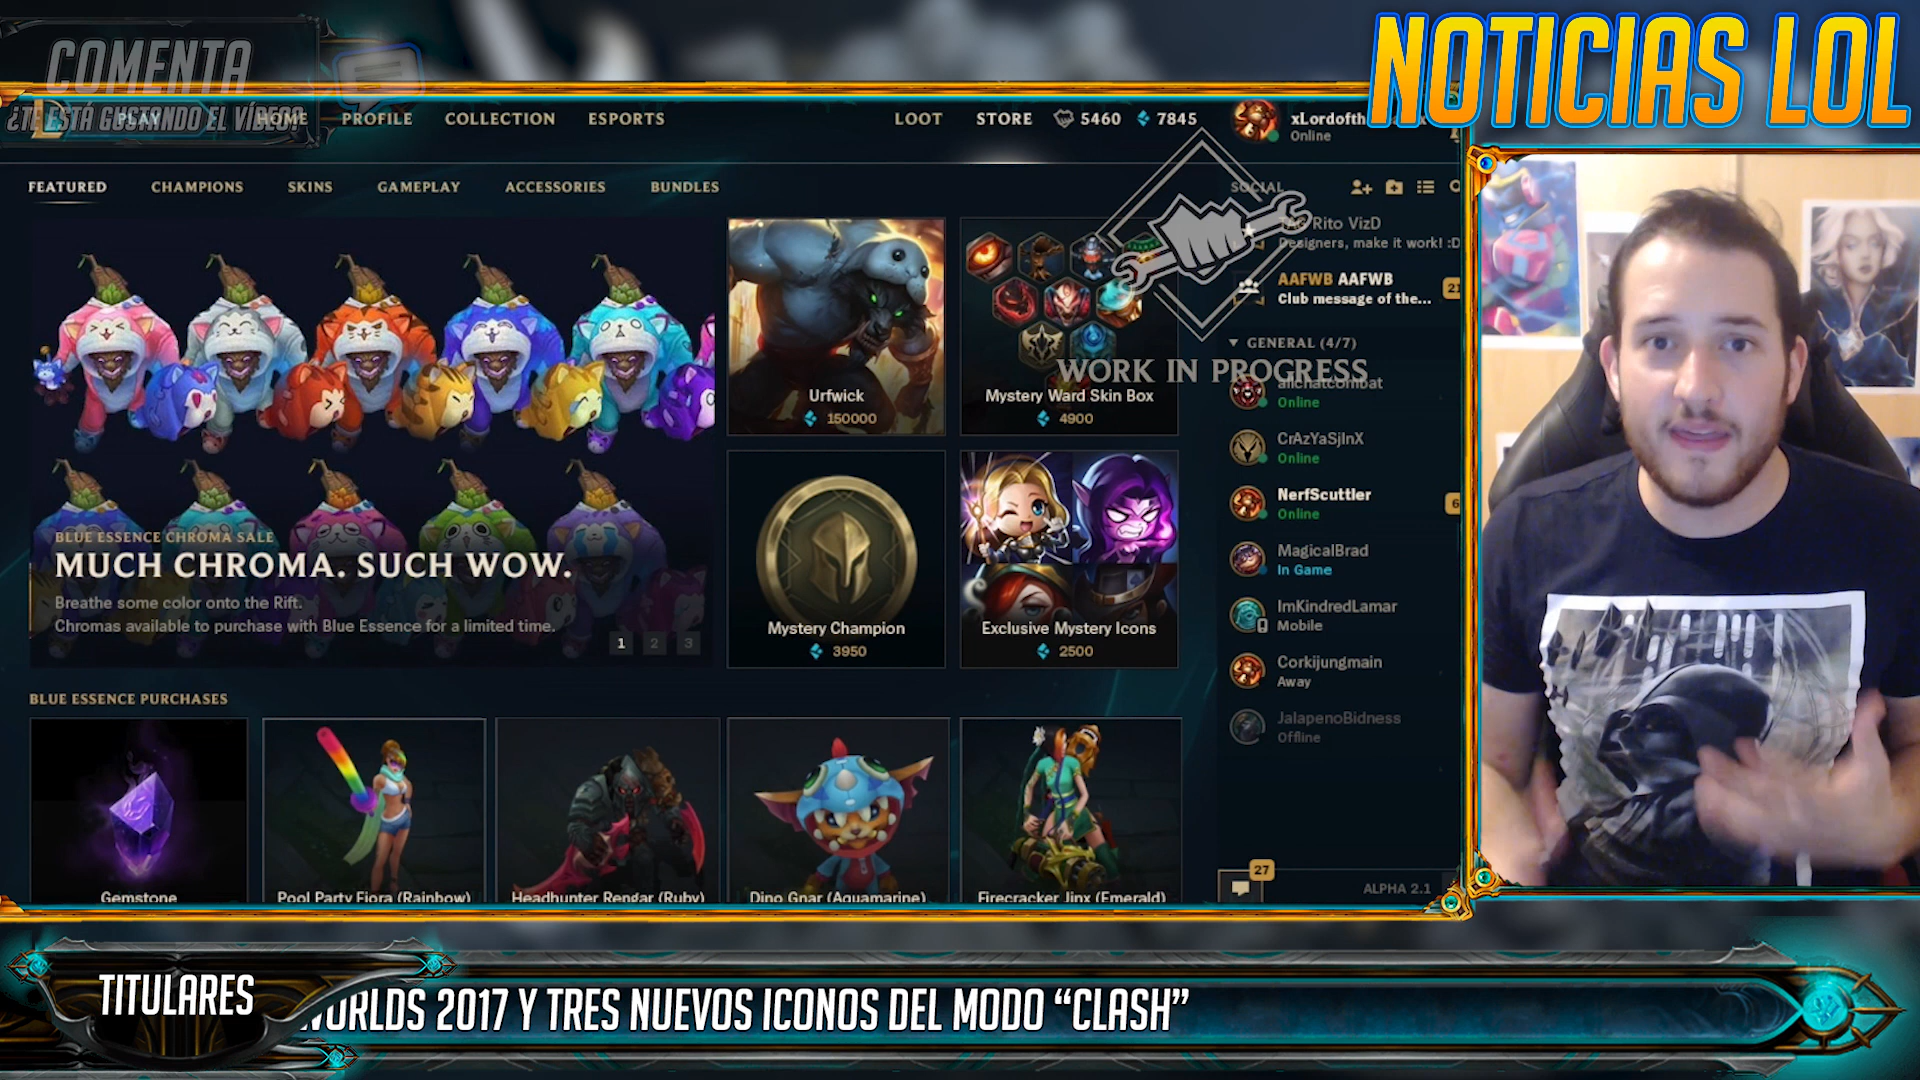 COMENTA
¿TE ESTÁ GUSTANDO EL VÍDEO?
NOTICIAS LOL
PLAY
HOME
PROFILE
COLLECTION
ESPORTS
LOOT
STORE
5460
7845
Online
FEATURED
CHAMPIONS
SKINS
GAMEPLAY
ACCESSORIES
BUNDLES
SOCIAL
Rito VizD
Designers, make it work! :D
AAFWB AAFWB
Club message of the...
21
GENERAL (4/7)
WORK IN PROGRESS
allchatcombat
Online
CrAzYaSjInX
Online
NerfScuttler
Online
6
MagicalBrad
In Game
ImKindredLamar
Mobile
Corkijungmain
Away
JalapenoBidness
Offline
27
ALPHA 2.1
Urfwick
150000
Mystery Ward Skin Box
4900
Mystery Champion
3950
Exclusive Mystery Icons
2500
BLUE ESSENCE CHROMA SALE
MUCH CHROMA. SUCH WOW.
Breathe some color onto the Rift.
Chromas available to purchase with Blue Essence for a limited time.
1 2 3
BLUE ESSENCE PURCHASES
Gemstone
Pool Party Fiora (Rainbow)
Headhunter Rengar (Ruby)
Dino Gnar (Aquamarine)
Firecracker Jinx (Emerald)
TITULARES
WORLDS 2017 Y TRES NUEVOS ICONOS DEL MODO “CLASH”